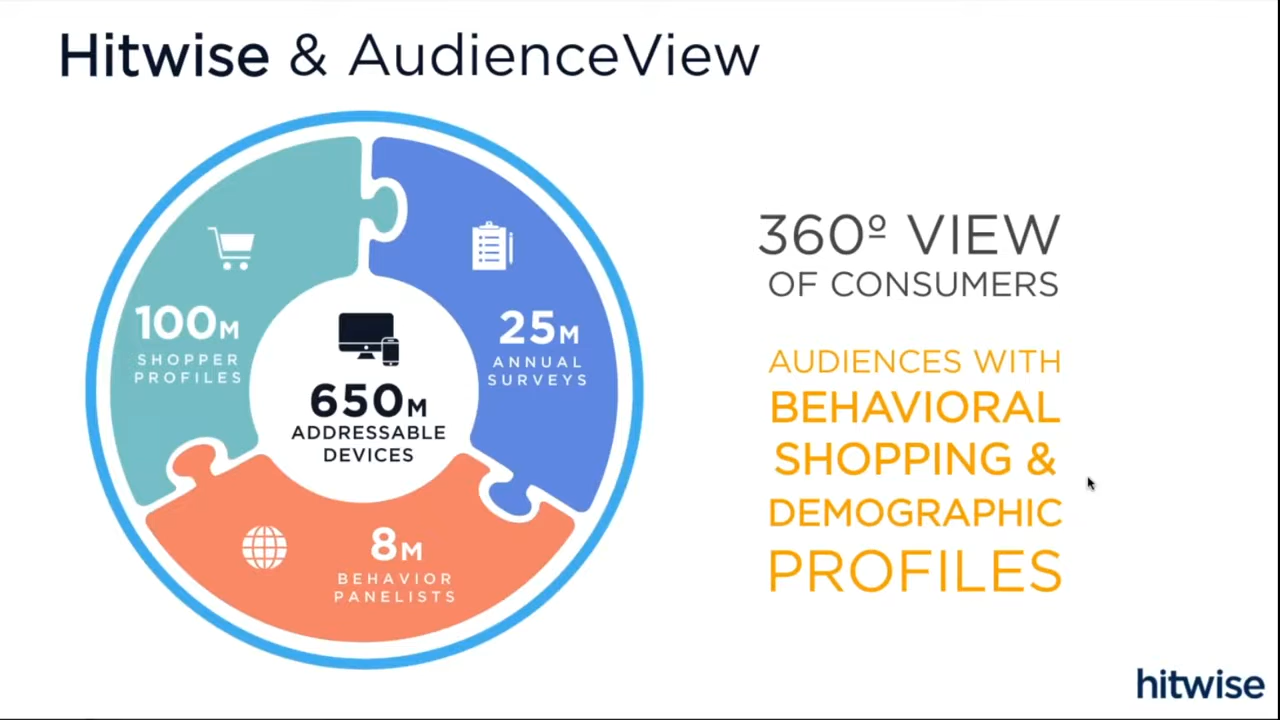 Hitwise & AudienceView
100M
SHOPPER
PROFILES
25M
ANNUAL
SURVEYS
650M
ADDRESSABLE
DEVICES
8M
BEHAVIOR
PANELISTS
360º VIEW
OF CONSUMERS
AUDIENCES WITH
BEHAVIORAL
SHOPPING &
DEMOGRAPHIC
PROFILES
hitwise